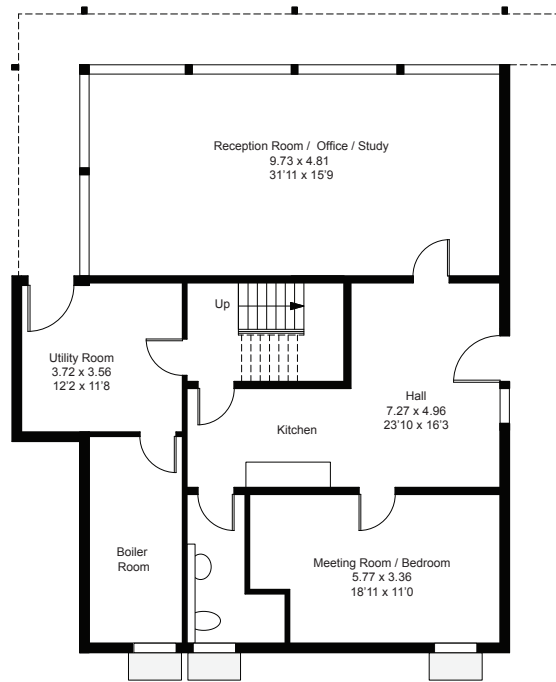 Reception Room /  Office / Study
9.73 x 4.81
31'11 x 15'9
Up
Utility Room
3.72 x 3.56
12'2 x 11'8
Hall
7.27 x 4.96
23'10 x 16'3
Kitchen
Boiler
Room
Meeting Room / Bedroom
5.77 x 3.36
18'11 x 11'0